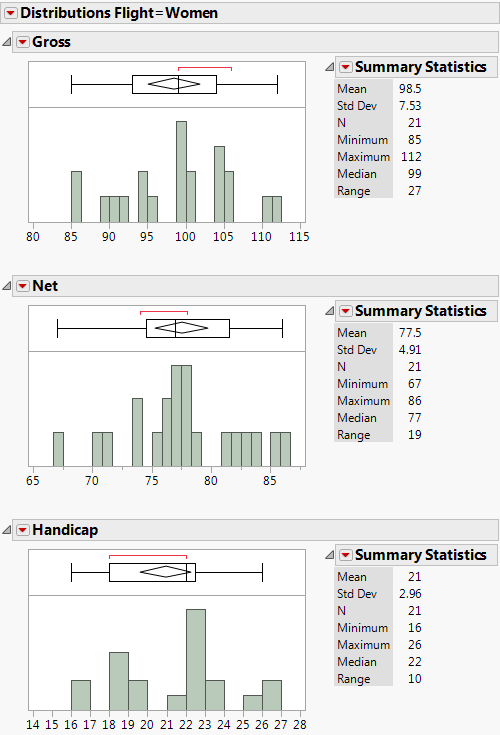 Distributions Flight=Women
Gross
80 85 90 95 100 105 110 115
Summary Statistics
Mean 98.5
Std Dev 7.53
N 21
Minimum 85
Maximum 112
Median 99
Range 27
Net
65 70 75 80 85
Summary Statistics
Mean 77.5
Std Dev 4.91
N 21
Minimum 67
Maximum 86
Median 77
Range 19
Handicap
14 15 16 17 18 19 20 21 22 23 24 25 26 27 28
Summary Statistics
Mean 21
Std Dev 2.96
N 21
Minimum 16
Maximum 26
Median 22
Range 10